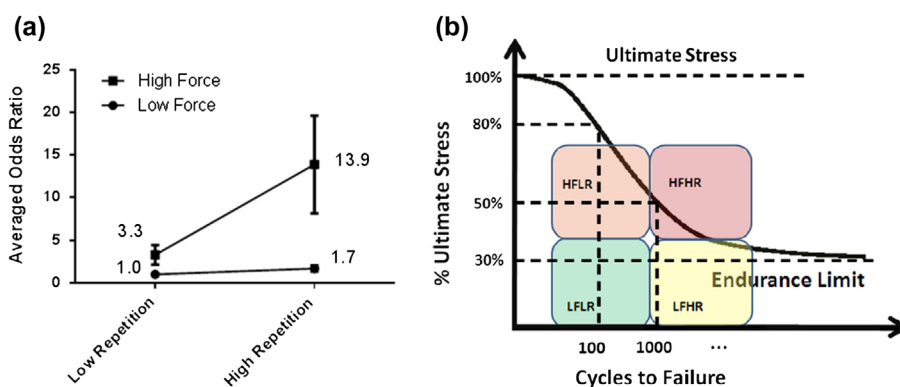 (a)
25
20
15
10
5
0
Averaged Odds Ratio
High Force
Low Force
3.3
1.0
13.9
1.7
Low Repetition
High Repetition
(b)
Ultimate Stress
100%
80%
50%
30%
% Ultimate Stress
HFLR
HFHR
LFLR
LFHR
Endurance Limit
100 1000 ...
Cycles to Failure